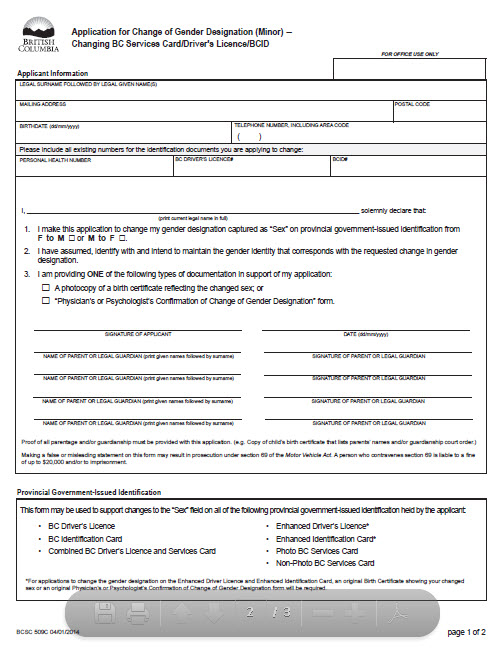 BRITISH
COLUMBIA
Application for Change of Gender Designation (Minor) –
Changing BC Services Card/Driver's Licence/BCID
FOR OFFICE USE ONLY
Applicant Information
LEGAL SURNAME FOLLOWED BY LEGAL GIVEN NAME(S)
MAILING ADDRESS
POSTAL CODE
BIRTHDATE (dd/mm/yyyy)
TELEPHONE NUMBER, INCLUDING AREA CODE
( )
Please include all existing numbers for the identification documents you are applying to change:
PERSONAL HEALTH NUMBER
BC DRIVER'S LICENCE#
BCID#
I, ______ solemnly declare that:
(print current legal name in full)
1. I make this application to change my gender designation captured as “Sex” on provincial government-issued identification from
F to M ☐ or M to F ☐.
2. I have assumed, identify with and intend to maintain the gender identity that corresponds with the requested change in gender
designation.
3. I am providing ONE of the following types of documentation in support of my application:
☐ A photocopy of a birth certificate reflecting the changed sex; or
☐ “Physician's or Psychologist's Confirmation of Change of Gender Designation” form.
SIGNATURE OF APPLICANT
DATE (dd/mm/yyyy)
NAME OF PARENT OR LEGAL GUARDIAN (print given names followed by surname)
SIGNATURE OF PARENT OR LEGAL GUARDIAN
NAME OF PARENT OR LEGAL GUARDIAN (print given names followed by surname)
SIGNATURE OF PARENT OR LEGAL GUARDIAN
NAME OF PARENT OR LEGAL GUARDIAN (print given names followed by surname)
SIGNATURE OF PARENT OR LEGAL GUARDIAN
NAME OF PARENT OR LEGAL GUARDIAN (print given names followed by surname)
SIGNATURE OF PARENT OR LEGAL GUARDIAN
Proof of all parentage and/or guardianship must be provided with this application. (e.g. Copy of child's birth certificate that lists parents' names and/or guardianship court order.)
Making a false or misleading statement on this form may result in prosecution under section 69 of the Motor Vehicle Act. A person who contravenes section 69 is liable to a fine
of up to $20,000 and/or to imprisonment.
Provincial Government-Issued Identification
This form may be used to support changes to the “Sex” field on all of the following provincial government-issued identification held by the applicant:
• BC Driver's Licence
• BC Identification Card
• Combined BC Driver's Licence and Services Card
• Enhanced Driver's Licence*
• Enhanced Identification Card*
• Photo BC Services Card
• Non-Photo BC Services Card
*For applications to change the gender designation on the Enhanced Driver Licence and Enhanced Identification Card, an original Birth Certificate showing your changed
sex or an original Physician's or Psychologist's Confirmation of Change of Gender Designation form will be required.
2 / 3
BCSC 509C 04/01/2014
page 1 of 2